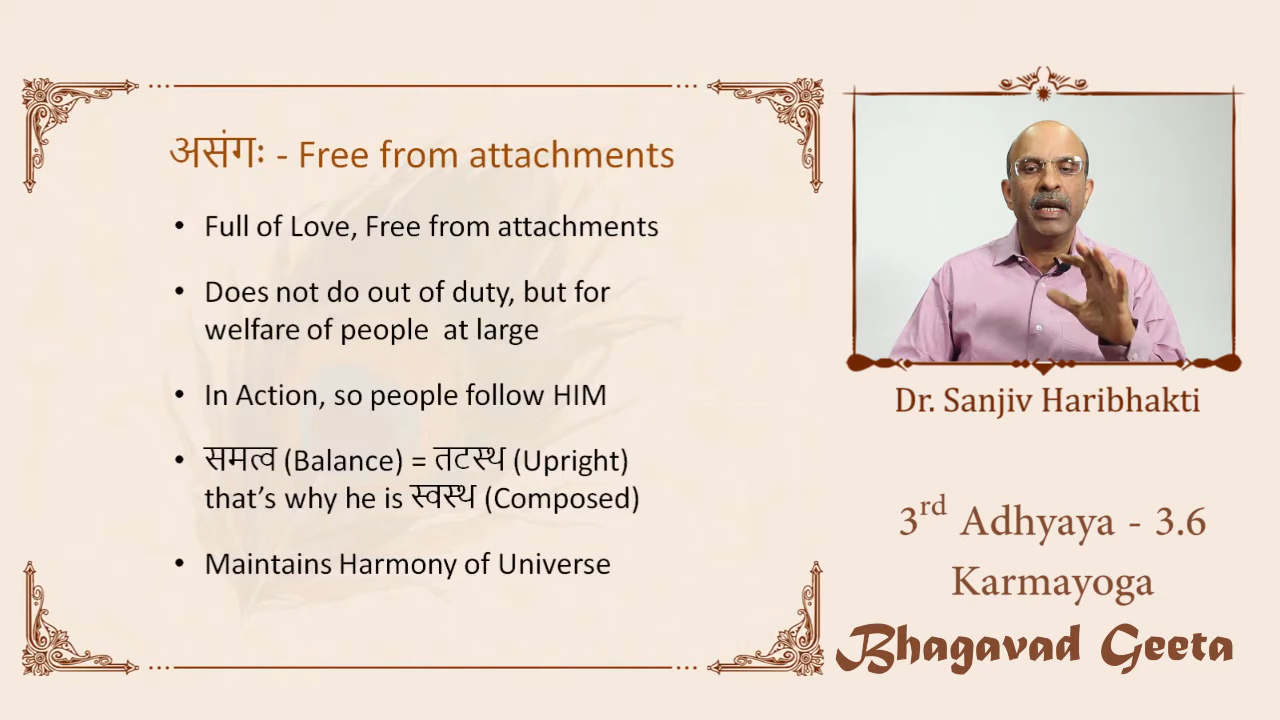 असंगः - Free from attachments
• Full of Love, Free from attachments
• Does not do out of duty, but for
welfare of people at large
• In Action, so people follow HIM
• समत्व (Balance) = तटस्थ (Upright)
that's why he is स्वस्थ (Composed)
• Maintains Harmony of Universe
Dr. Sanjiv Haribhakti
3rd Adhyaya - 3.6
Karmayoga
Bhagavad Geeta